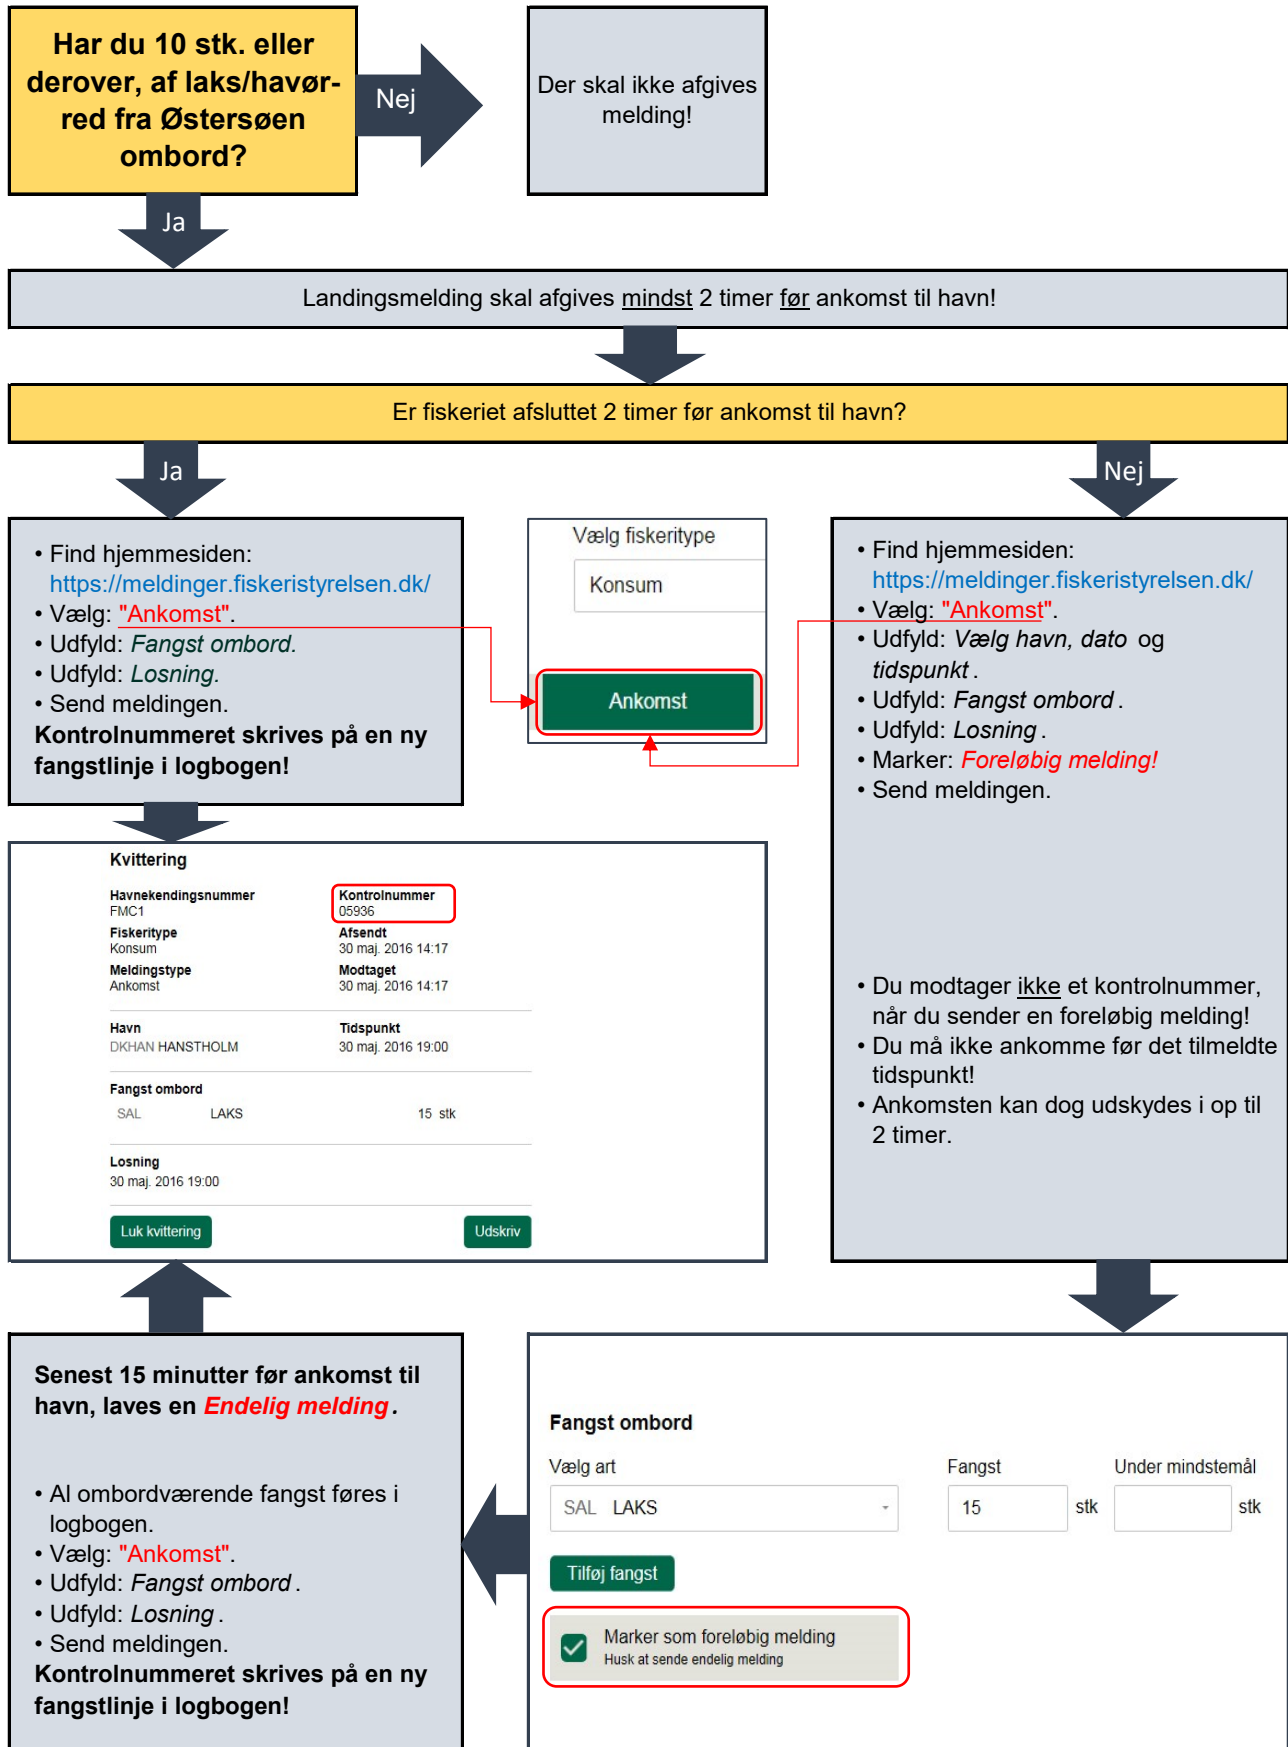 Har du 10 stk. eller
derover, af laks/havør-
red fra Østersøen
ombord?
Nej
Der skal ikke afgives
melding!
Ja
Landingsmelding skal afgives mindst 2 timer før ankomst til havn!
Er fiskeriet afsluttet 2 timer før ankomst til havn?
Ja
Nej
• Find hjemmesiden:
https://meldinger.fiskeristyrelsen.dk/
• Vælg: "Ankomst".
• Udfyld: Fangst ombord.
• Udfyld: Losning.
• Send meldingen.
Kontrolnummeret skrives på en ny
fangstlinje i logbogen!
Vælg fiskeritype
Konsum
Ankomst
• Find hjemmesiden:
https://meldinger.fiskeristyrelsen.dk/
• Vælg: "Ankomst".
• Udfyld: Vælg havn, dato og
tidspunkt.
• Udfyld: Fangst ombord.
• Udfyld: Losning.
• Marker: Foreløbig melding!
• Send meldingen.
• Du modtager ikke et kontrolnummer,
når du sender en foreløbig melding!
• Du må ikke ankomme før det tilmeldte
tidspunkt!
• Ankomsten kan dog udskydes i op til
2 timer.
Kvittering
Havnekendingsnummer Kontrolnummer
FMC1 05936
Fiskeritype Afsendt
Konsum 30 maj. 2016 14:17
Meldingstype Modtaget
Ankomst 30 maj. 2016 14:17
Havn Tidspunkt
DKHAN HANSTHOLM 30 maj. 2016 19:00
Fangst ombord
SAL LAKS 15 stk
Losning
30 maj. 2016 19:00
Luk kvittering Udskriv
Senest 15 minutter før ankomst til
havn, laves en Endelig melding.
• Al ombordværende fangst føres i
logbogen.
• Vælg: "Ankomst".
• Udfyld: Fangst ombord.
• Udfyld: Losning.
• Send meldingen.
Kontrolnummeret skrives på en ny
fangstlinje i logbogen!
Fangst ombord
Vælg art Fangst Under mindstemål
SAL LAKS 15 stk stk
Tilføj fangst
Marker som foreløbig melding
Husk at sende endelig melding